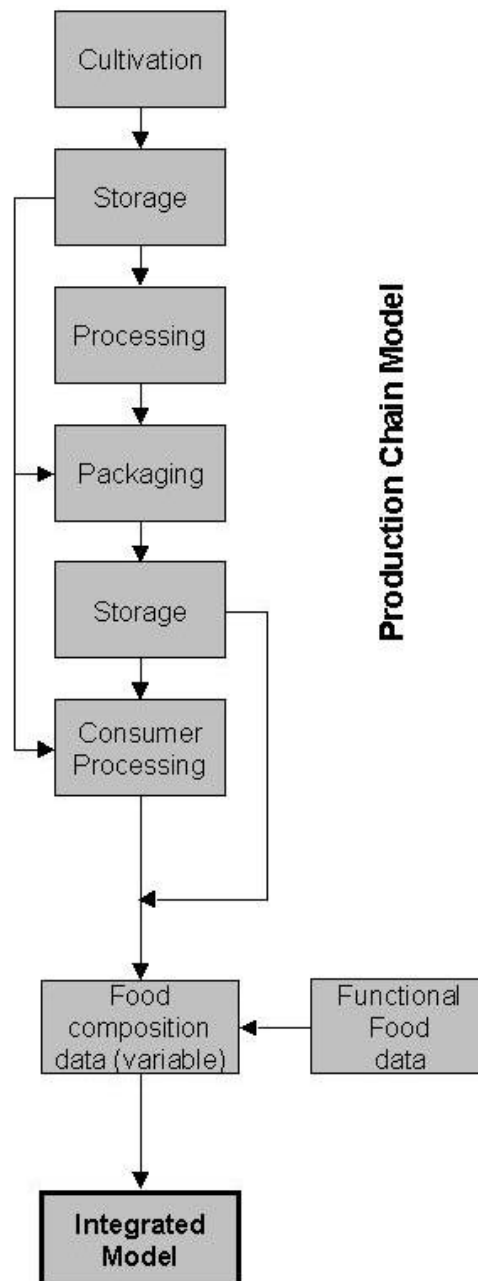 Cultivation
Storage
Processing
Packaging
Storage
Consumer
Processing
Production Chain Model
Food
composition
data (variable)
Functional
Food
data
Integrated
Model